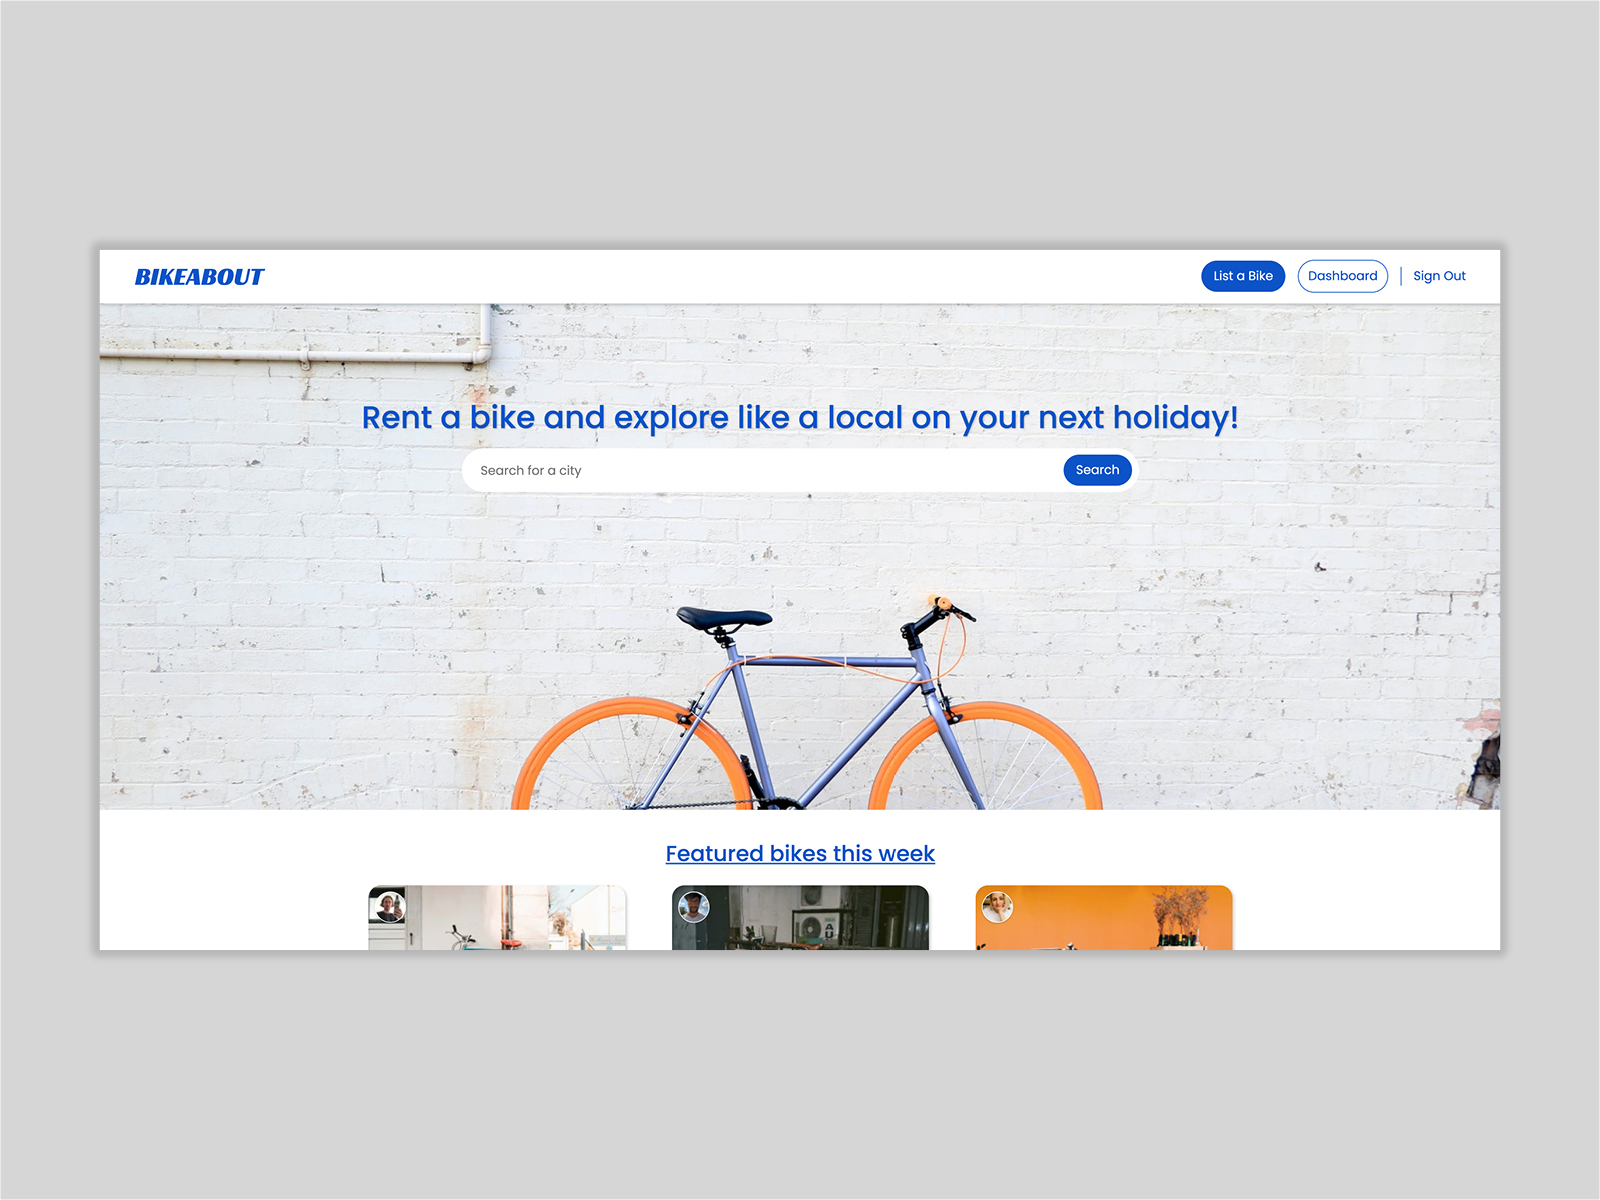 BIKEABOUT
List a Bike
Dashboard
Sign Out
Rent a bike and explore like a local on your next holiday!
Search for a city
Search
Featured bikes this week
AU